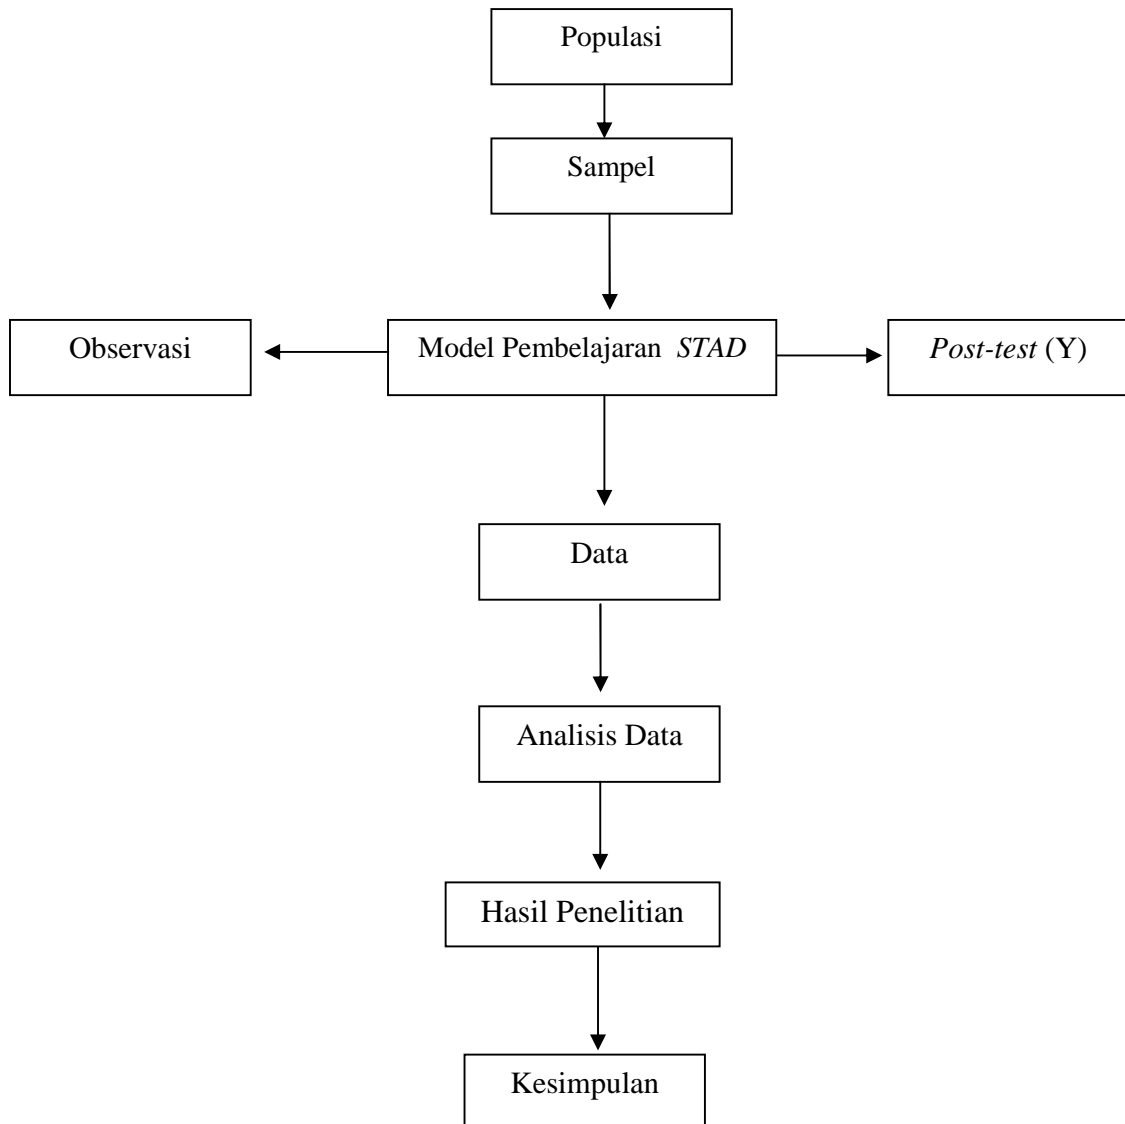 Populasi
Sampel
Observasi
Model Pembelajaran STAD
Post-test (Y)
Data
Analisis Data
Hasil Penelitian
Kesimpulan